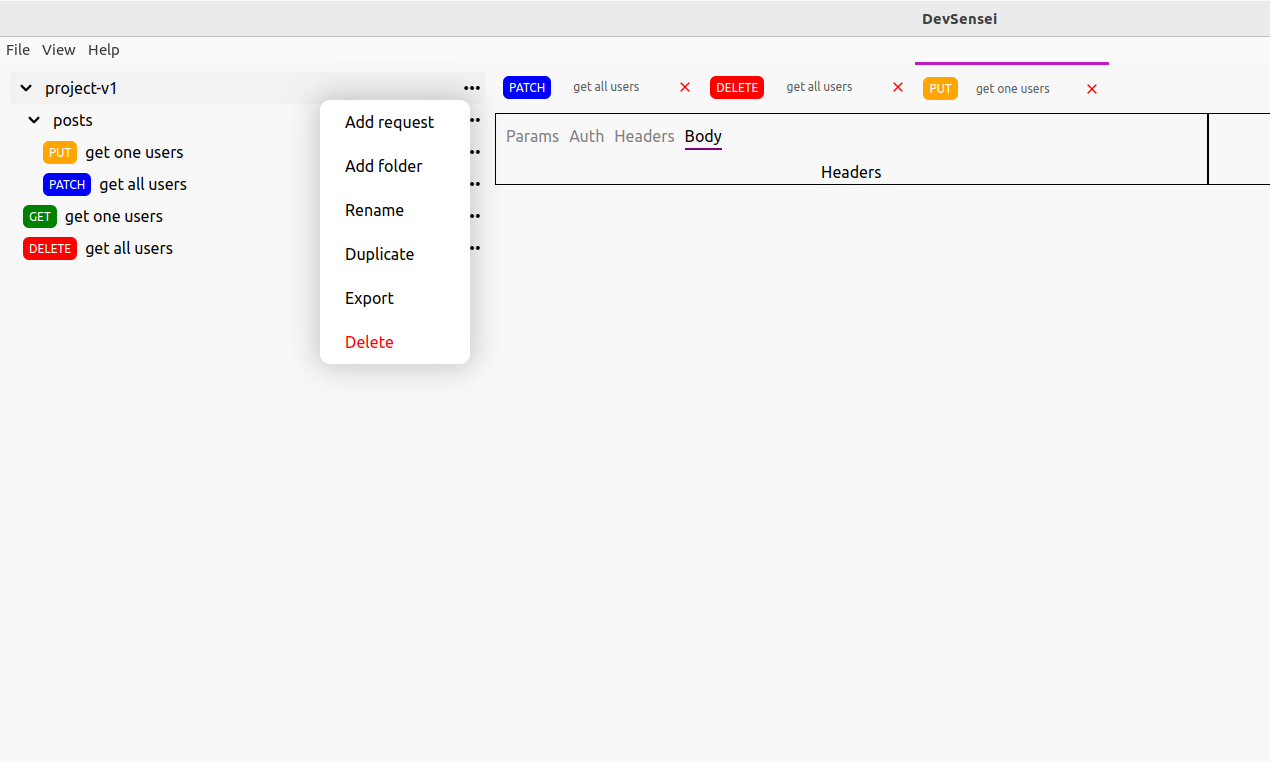 DevSensei
File View Help
project-v1
posts
PUT get one users
PATCH get all users
GET get one users
DELETE get all users
Add request
Add folder
Rename
Duplicate
Export
Delete
PATCH get all users DELETE get all users PUT get one users
Params Auth Headers Body
Headers